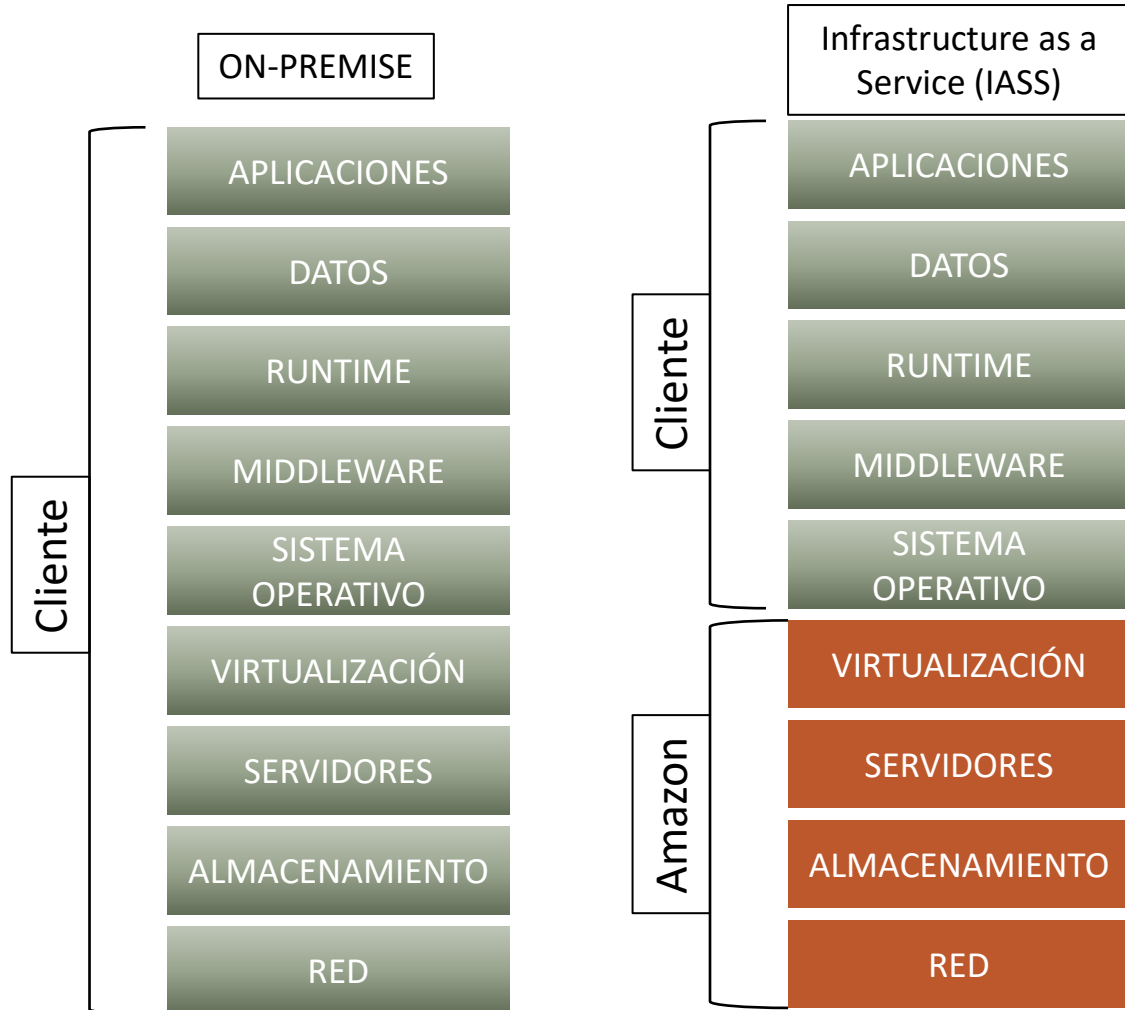 ON-PREMISE
Cliente
APLICACIONES
DATOS
RUNTIME
MIDDLEWARE
SISTEMA
OPERATIVO
VIRTUALIZACIÓN
SERVIDORES
ALMACENAMIENTO
RED
Infrastructure as a
Service (IASS)
Cliente
APLICACIONES
DATOS
RUNTIME
MIDDLEWARE
SISTEMA
OPERATIVO
Amazon
VIRTUALIZACIÓN
SERVIDORES
ALMACENAMIENTO
RED